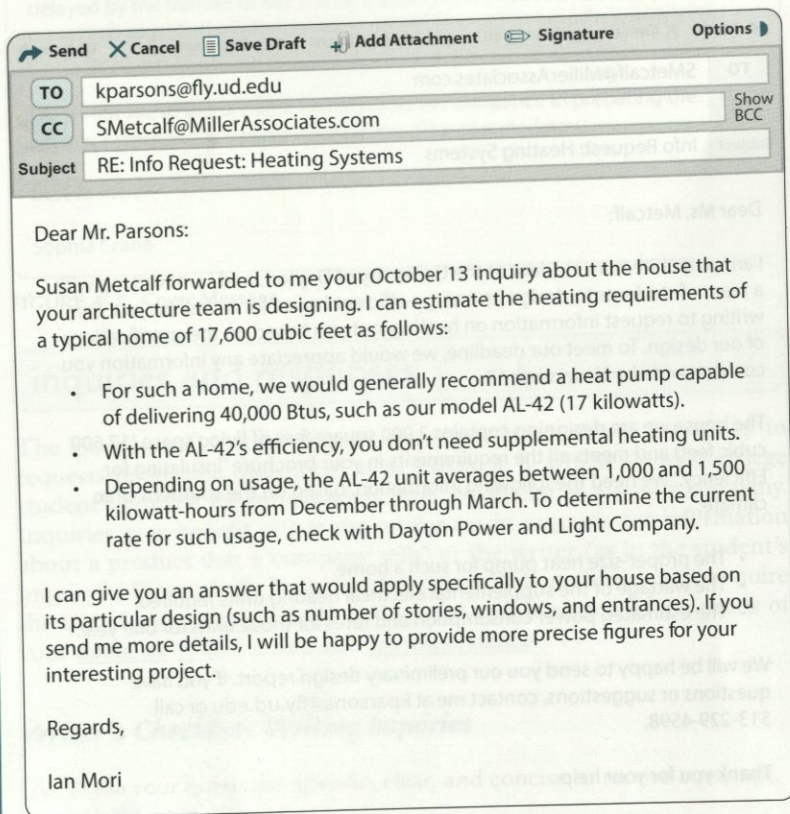 Send Cancel Save Draft Add Attachment Signature Options
TO kparsons@fly.ud.edu
CC SMetcalf@MillerAssociates.com Show
BCC
Subject RE: Info Request: Heating Systems
Dear Mr. Parsons:
Susan Metcalf forwarded to me your October 13 inquiry about the house that
your architecture team is designing. I can estimate the heating requirements of
a typical home of 17,600 cubic feet as follows:
• For such a home, we would generally recommend a heat pump capable
of delivering 40,000 Btus, such as our model AL-42 (17 kilowatts).
• With the AL-42's efficiency, you don't need supplemental heating units.
• Depending on usage, the AL-42 unit averages between 1,000 and 1,500
kilowatt-hours from December through March. To determine the current
rate for such usage, check with Dayton Power and Light Company.
I can give you an answer that would apply specifically to your house based on
its particular design (such as number of stories, windows, and entrances). If you
send me more details, I will be happy to provide more precise figures for your
interesting project.
Regards,
Ian Mori